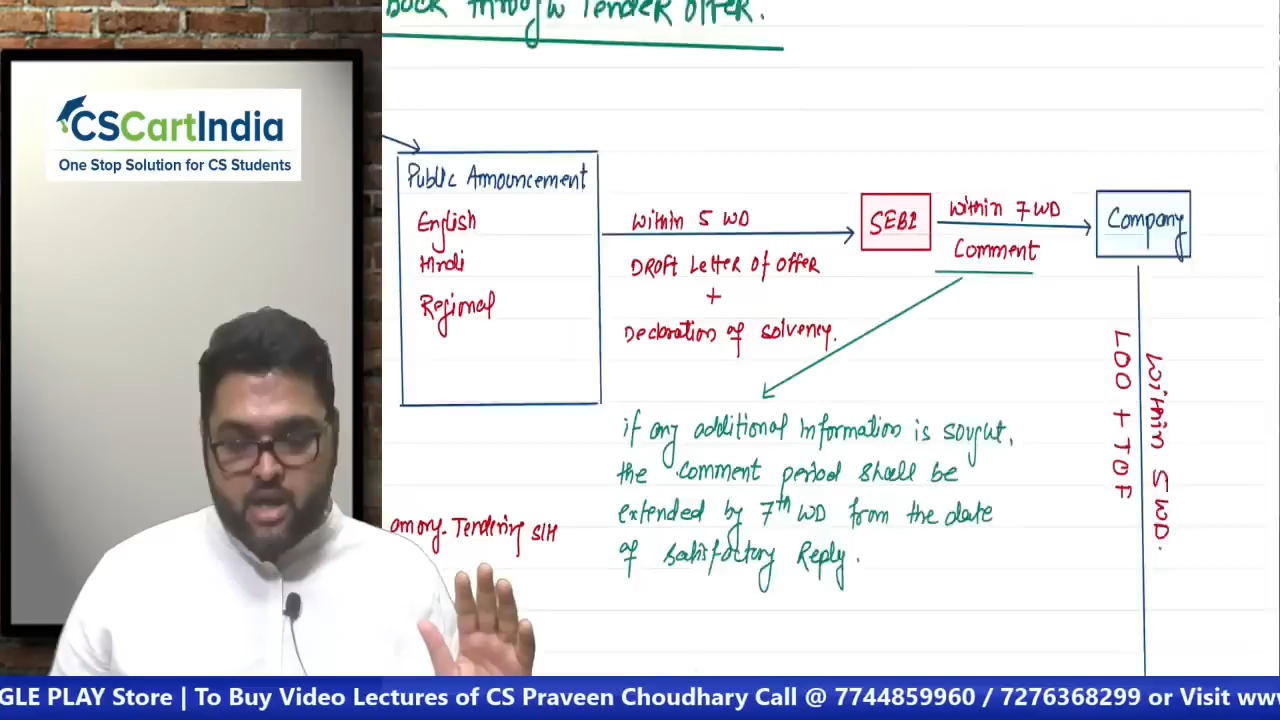 Back through Tender offer.
CSCartIndia
One Stop Solution for CS Students
Public Announcement
English
Hindi
Regional
within 5 WD
Draft Letter of offer
+
Declaration of solvency.
SEBI
within 7 WD
Comment
Company
LOO + TOF
within 5 WD.
if any additional information is sought,
the comment period shall be
extended by 7th WD from the date
of satisfactory Reply.
among. Tendering S/H
GLE PLAY Store | To Buy Video Lectures of CS Praveen Choudhary Call @ 7744859960 / 7276368299 or Visit www